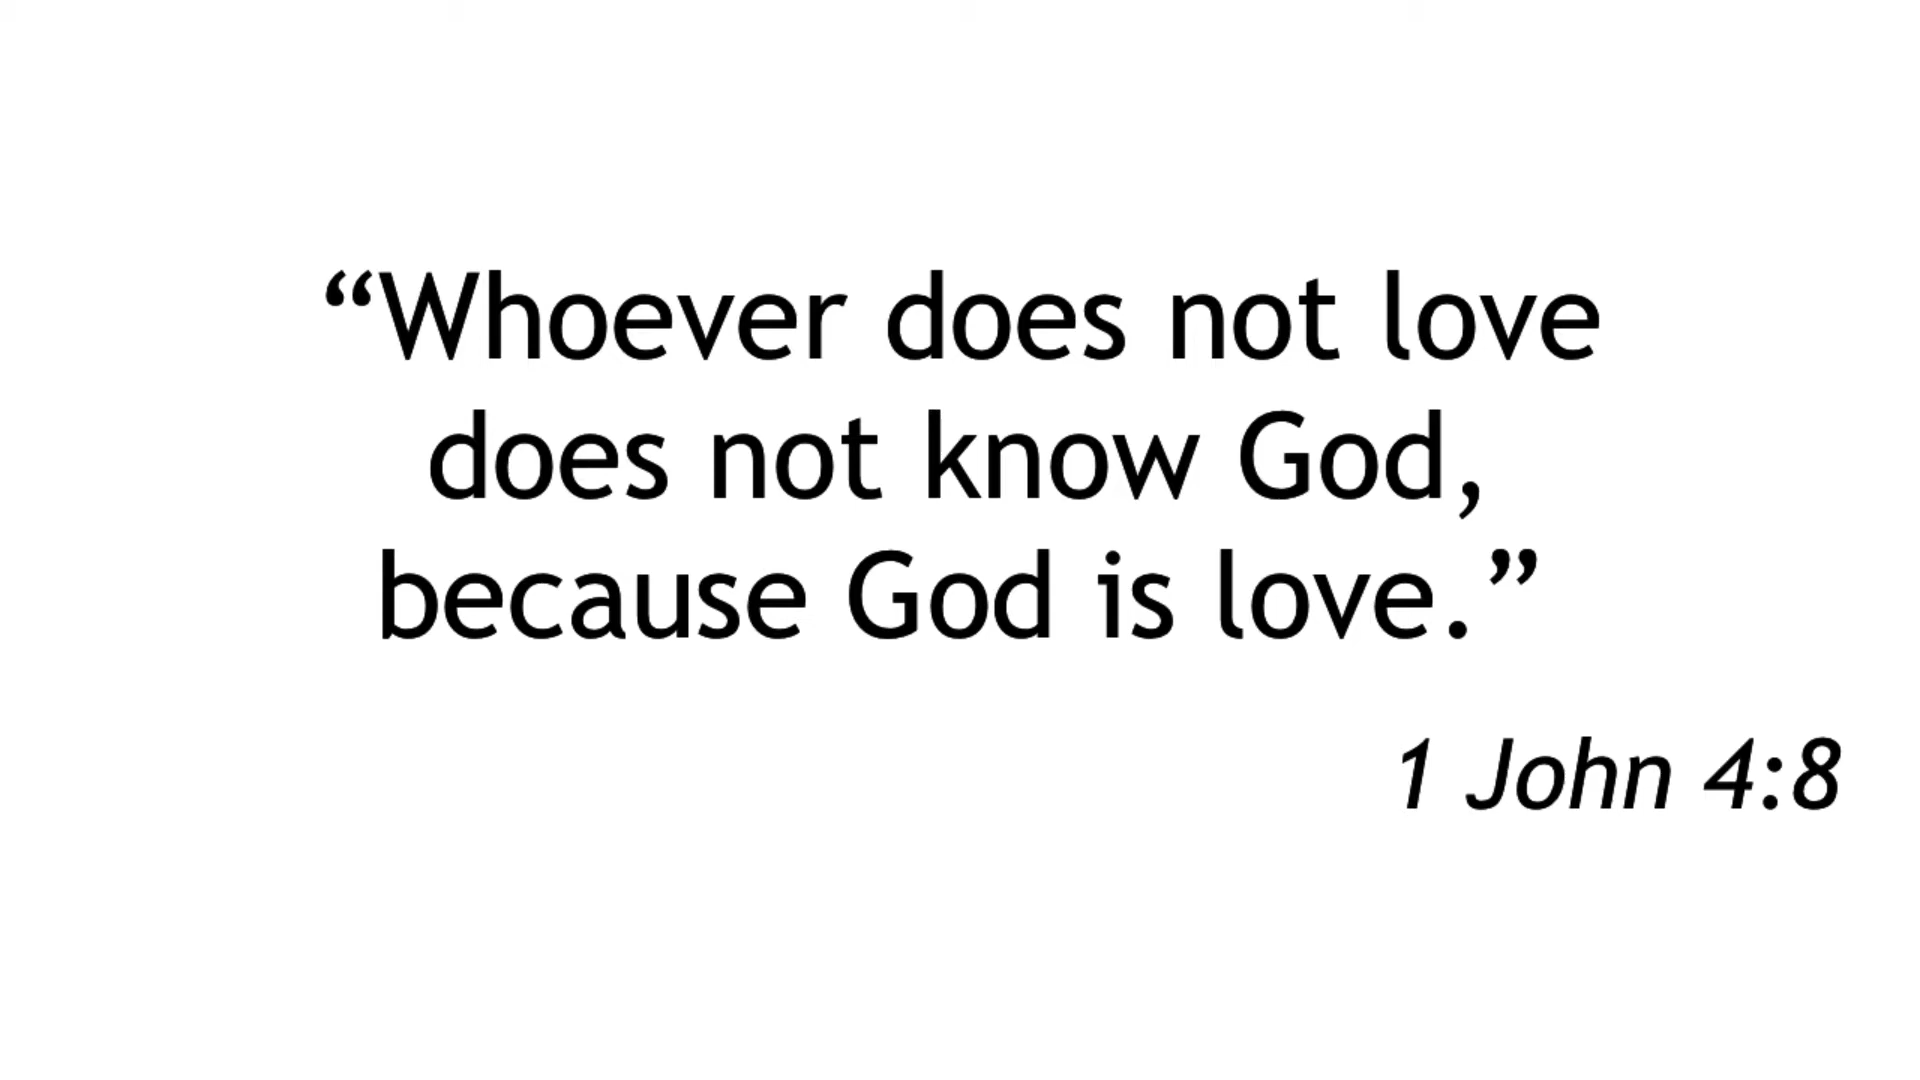 “Whoever does not love
does not know God,
because God is love.”
1 John 4:8